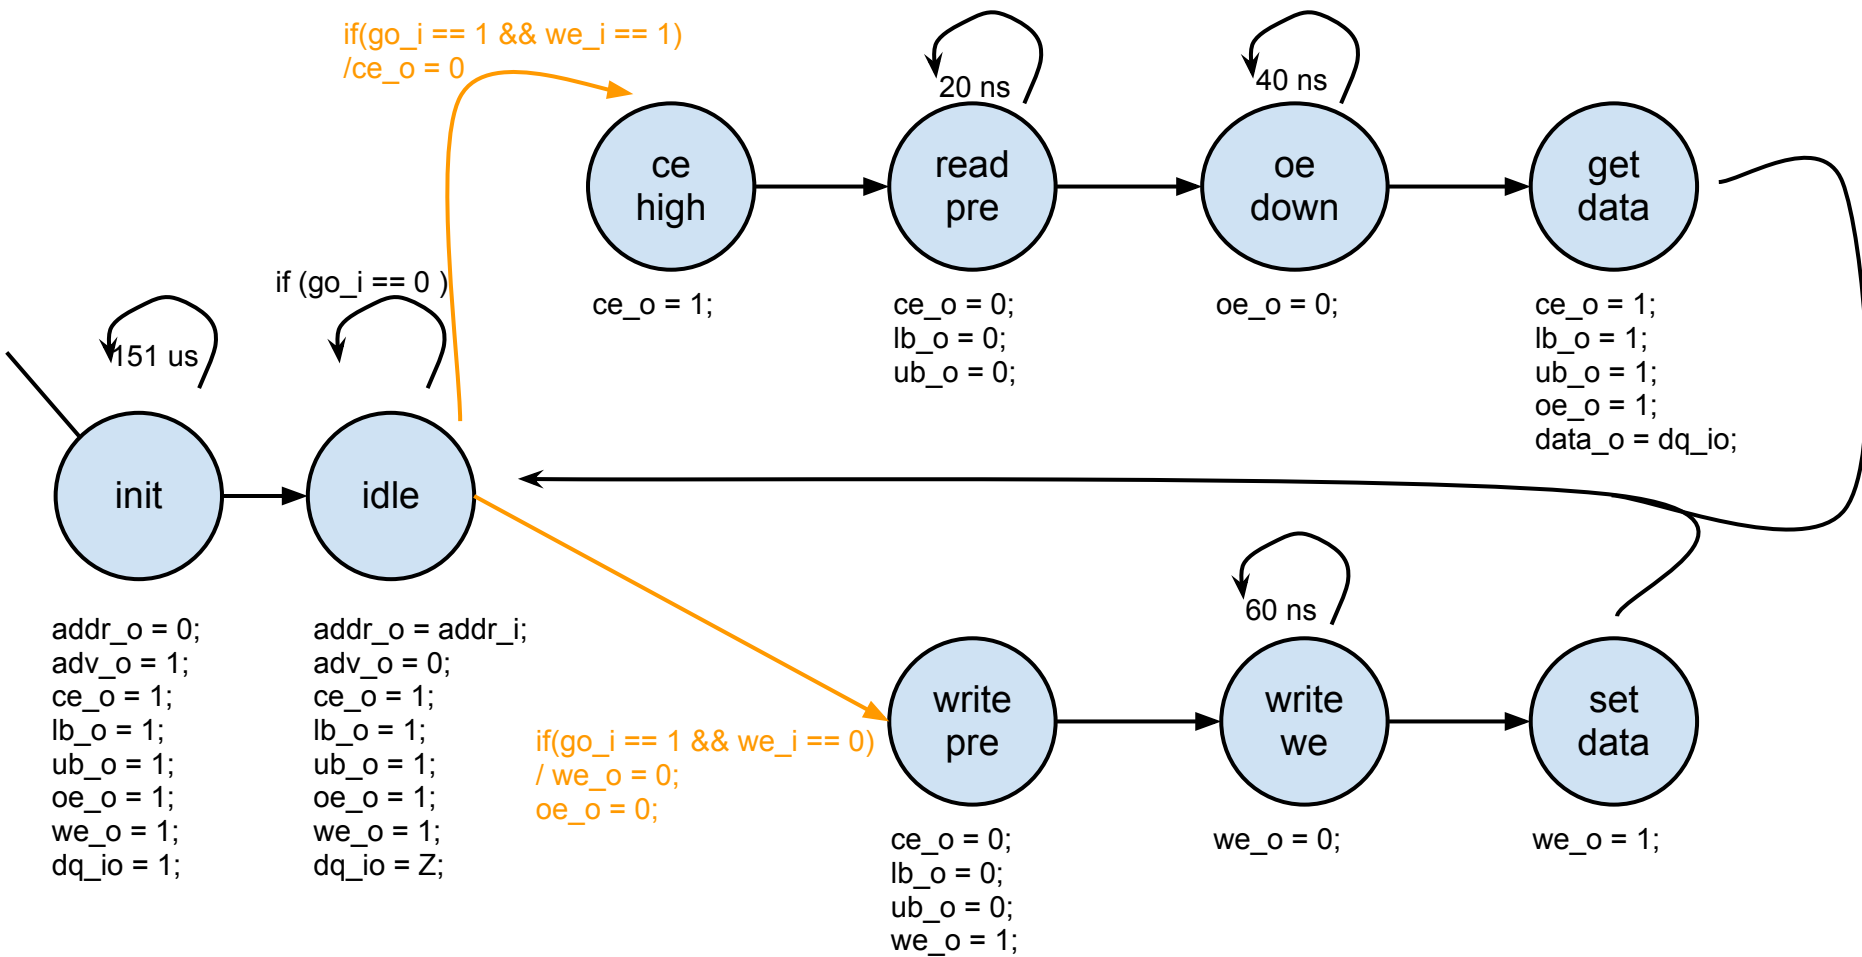 if(go_i == 1 && we_i == 1)
/ce_o = 0
20 ns
40 ns
ce
high
read
pre
oe
down
get
data
ce_o = 1;
ce_o = 0;
lb_o = 0;
ub_o = 0;
oe_o = 0;
ce_o = 1;
lb_o = 1;
ub_o = 1;
oe_o = 1;
data_o = dq_io;
if (go_i == 0 )
151 us
init
idle
addr_o = 0;
adv_o = 1;
ce_o = 1;
lb_o = 1;
ub_o = 1;
oe_o = 1;
we_o = 1;
dq_io = 1;
addr_o = addr_i;
adv_o = 0;
ce_o = 1;
lb_o = 1;
ub_o = 1;
oe_o = 1;
we_o = 1;
dq_io = Z;
if(go_i == 1 && we_i == 0)
/ we_o = 0;
oe_o = 0;
60 ns
write
pre
write
we
set
data
ce_o = 0;
lb_o = 0;
ub_o = 0;
we_o = 1;
we_o = 0;
we_o = 1;